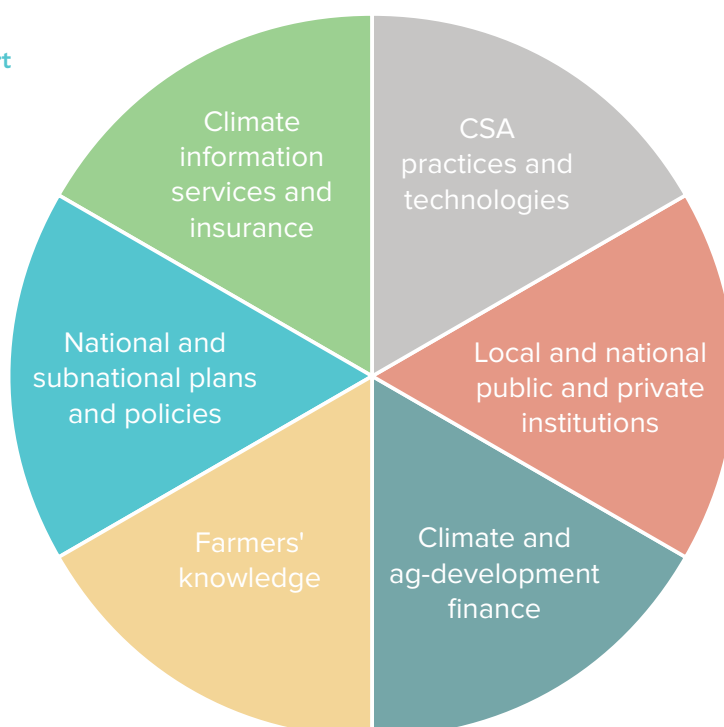 Climate
information
services and
insurance
CSA
practices and
technologies
National and
subnational plans
and policies
Local and national
public and private
institutions
Farmers'
knowledge
Climate and
ag-development
finance